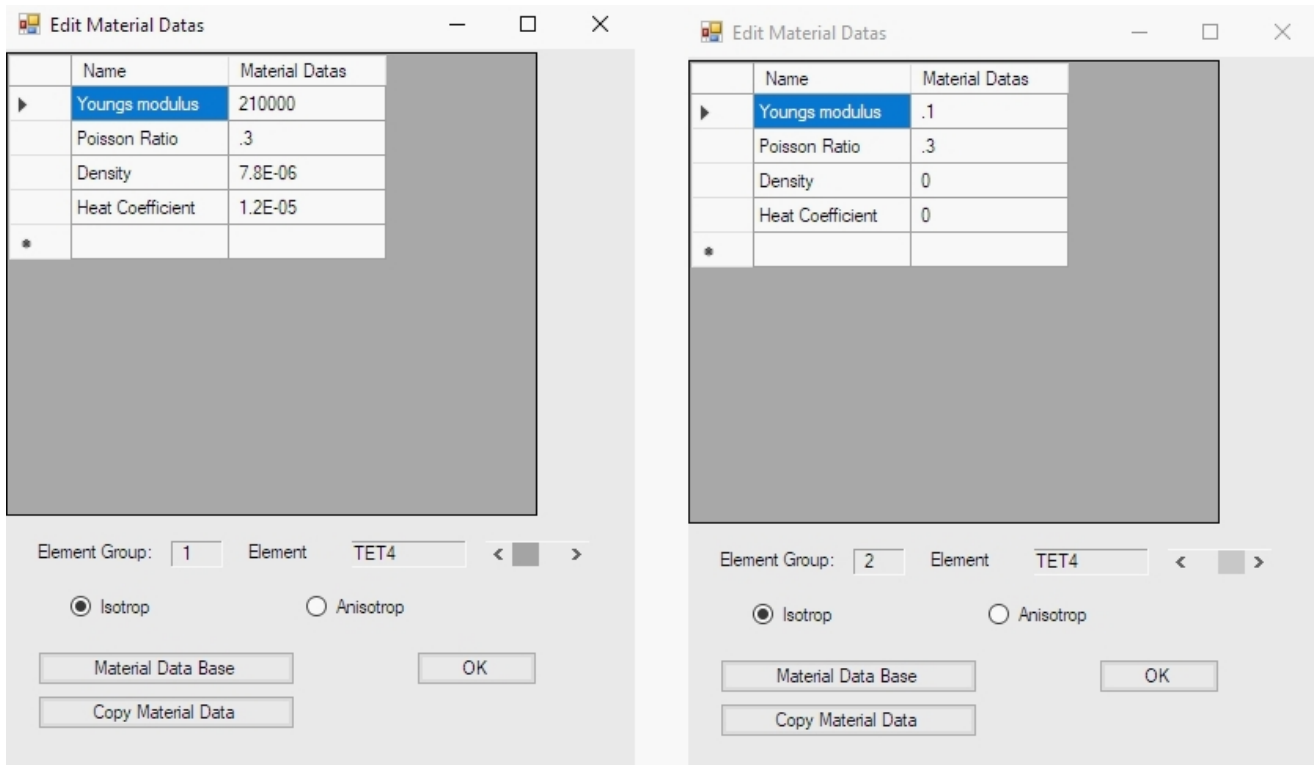 Edit Material Datas
Name Material Datas
Youngs modulus 210000
Poisson Ratio .3
Density 7.8E-06
Heat Coefficient 1.2E-05
Element Group: 1 Element TET4
Isotrop Anisotrop
Material Data Base OK
Copy Material Data
Edit Material Datas
Name Material Datas
Youngs modulus .1
Poisson Ratio .3
Density 0
Heat Coefficient 0
Element Group: 2 Element TET4
Isotrop Anisotrop
Material Data Base OK
Copy Material Data